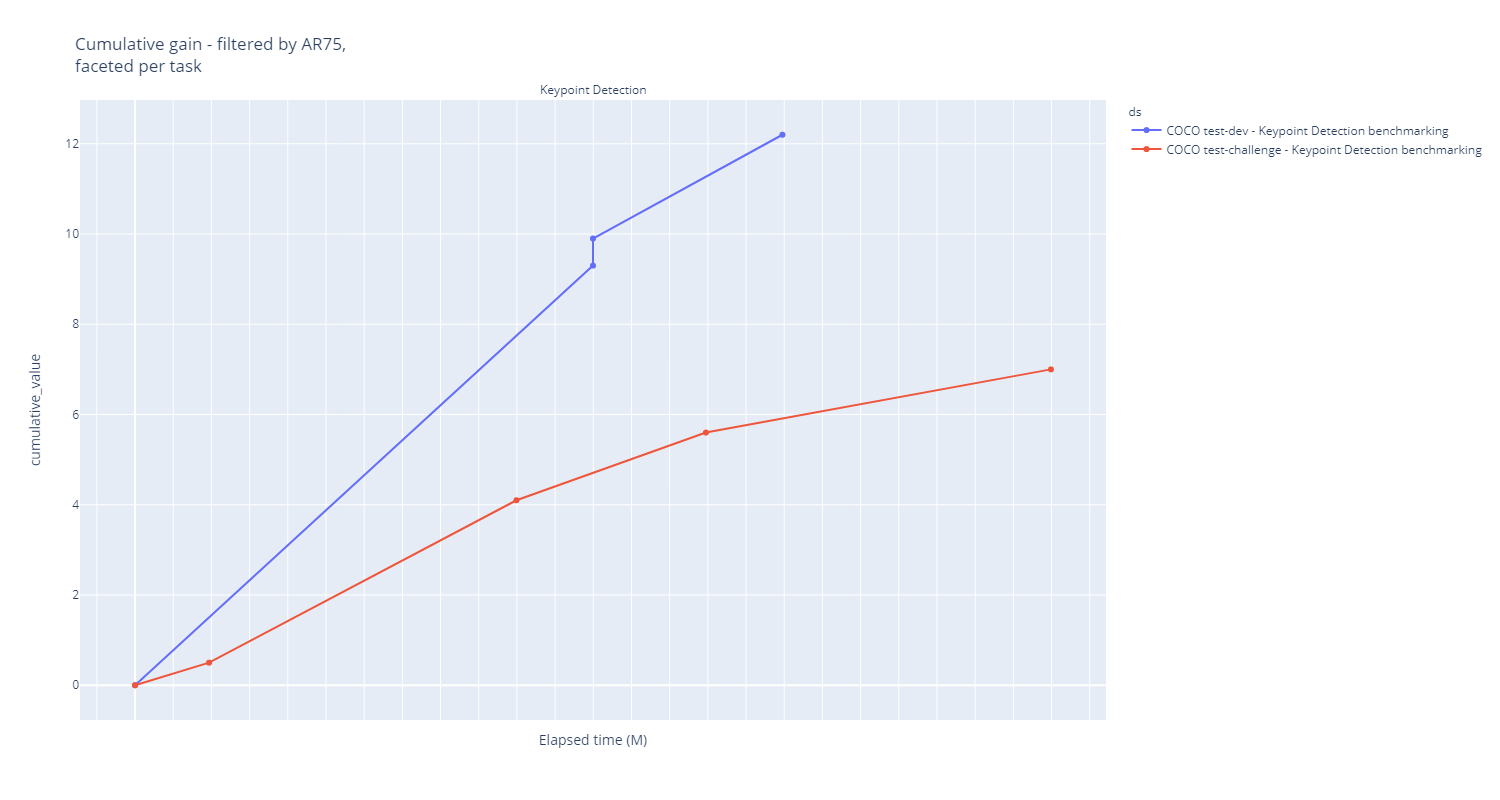 Cumulative gain - filtered by AR75,
faceted per task
Keypoint Detection
ds
COCO test-dev - Keypoint Detection benchmarking
COCO test-challenge - Keypoint Detection benchmarking
12
10
8
6
4
2
0
cumulative_value
Elapsed time (M)